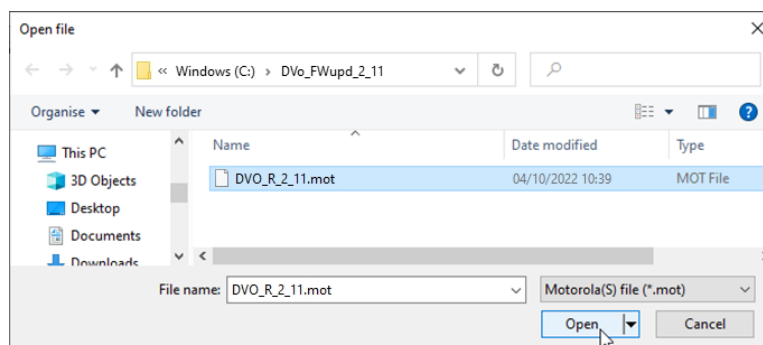 Open file
« Windows (C:) › DVo_FWupd_2_11
Organise New folder
Name Date modified Type
This PC
3D Objects
Desktop
Documents
Downloads
DVO_R_2_11.mot 04/10/2022 10:39 MOT File
File name: DVO_R_2_11.mot Motorola(S) file (*.mot)
Open Cancel